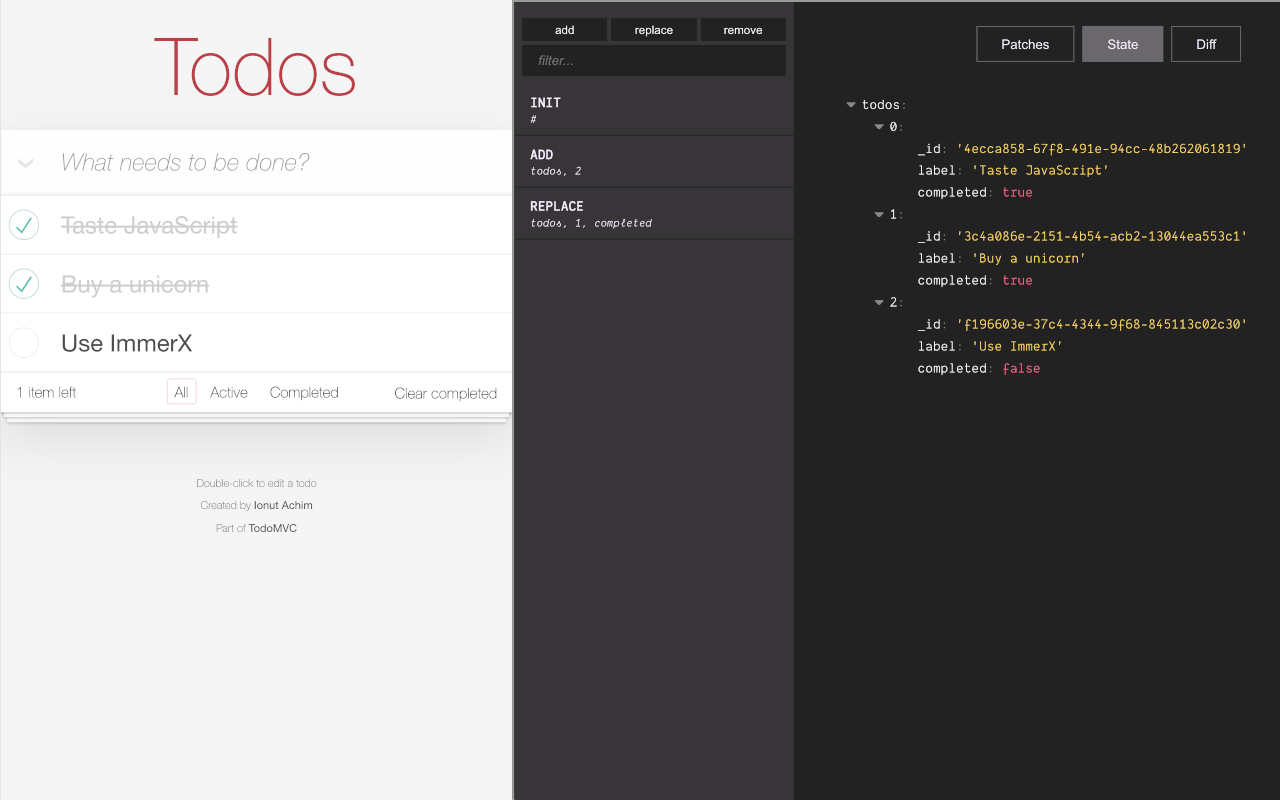 Todos
What needs to be done?
Taste JavaScript
Buy a unicorn
Use ImmerX
1 item left All Active Completed Clear completed
Double-click to edit a todo
Created by Ionut Achim
Part of TodoMVC
add replace remove
filter...
INIT
#
ADD
todos, 2
REPLACE
todos, 1, completed
Patches State Diff
todos:
0:
_id: '4ecca858-67f8-491e-94cc-48b262061819'
label: 'Taste JavaScript'
completed: true
1:
_id: '3c4a086e-2151-4b54-acb2-13044ea553c1'
label: 'Buy a unicorn'
completed: true
2:
_id: 'f196603e-37c4-4344-9f68-845113c02c30'
label: 'Use ImmerX'
completed: false